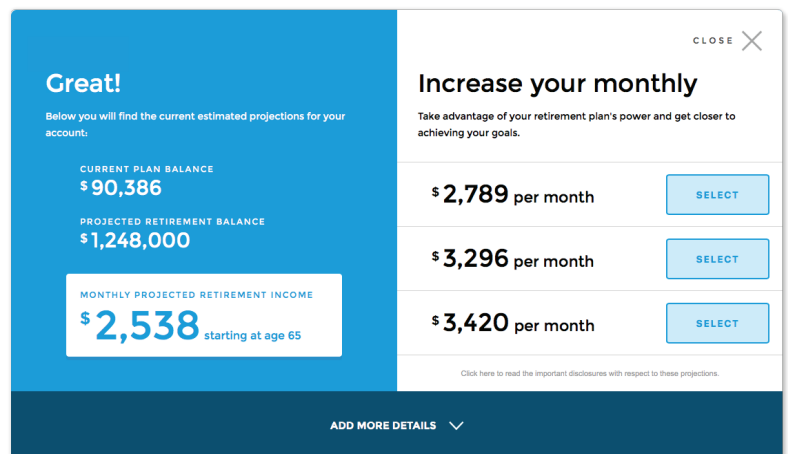 CLOSE
Great!
Below you will find the current estimated projections for your
account:
CURRENT PLAN BALANCE
$90,386
PROJECTED RETIREMENT BALANCE
$1,248,000
MONTHLY PROJECTED RETIREMENT INCOME
$2,538 starting at age 65
Increase your monthly
Take advantage of your retirement plan's power and get closer to
achieving your goals.
$2,789 per month SELECT
$3,296 per month SELECT
$3,420 per month SELECT
Click here to read the important disclosures with respect to these projections.
ADD MORE DETAILS